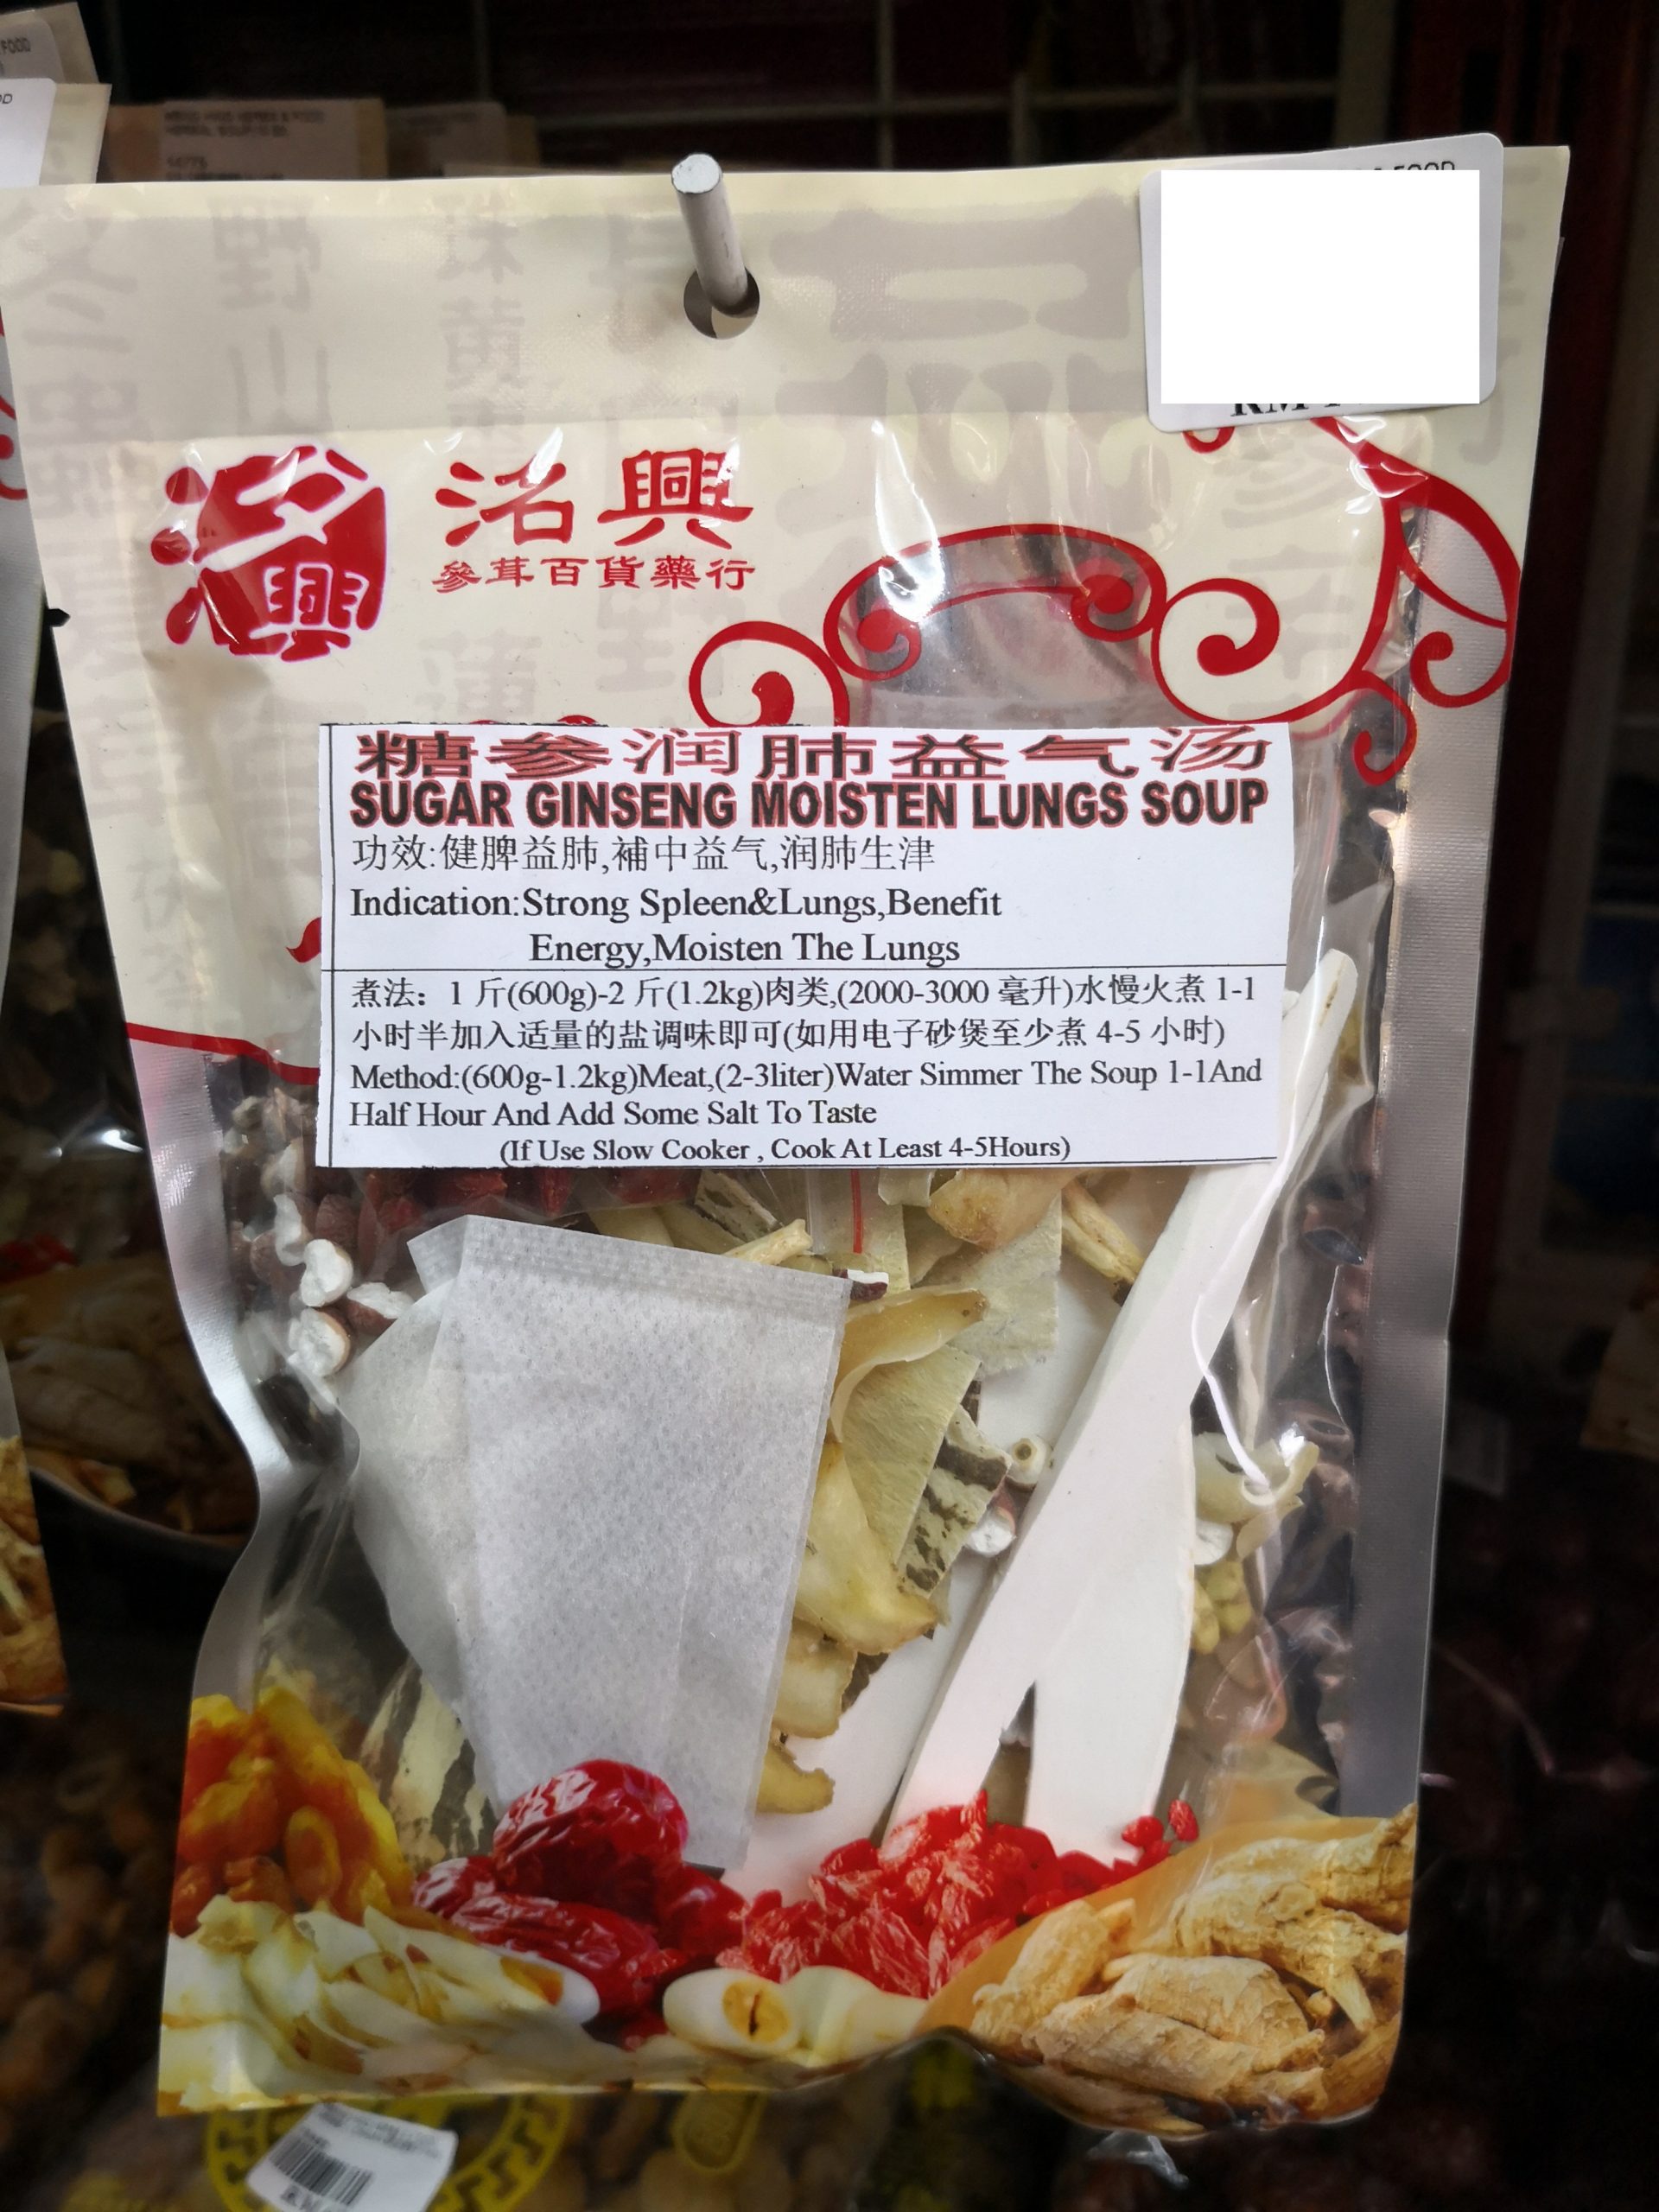 FOOD
洺興
參茸百貨藥行
興
糖参润肺益气汤
SUGAR GINSENG MOISTEN LUNGS SOUP
功效:健脾益肺,補中益气,润肺生津
Indication:Strong Spleen&Lungs,Benefit
Energy,Moisten The Lungs
煮法：1 斤(600g)-2 斤(1.2kg)肉类,(2000-3000 毫升)水慢火煮 1-1
小时半加入适量的盐调味即可(如用电子砂煲至少煮 4-5 小时)
Method:(600g-1.2kg)Meat,(2-3liter)Water Simmer The Soup 1-1And
Half Hour And Add Some Salt To Taste
(If Use Slow Cooker , Cook At Least 4-5Hours)